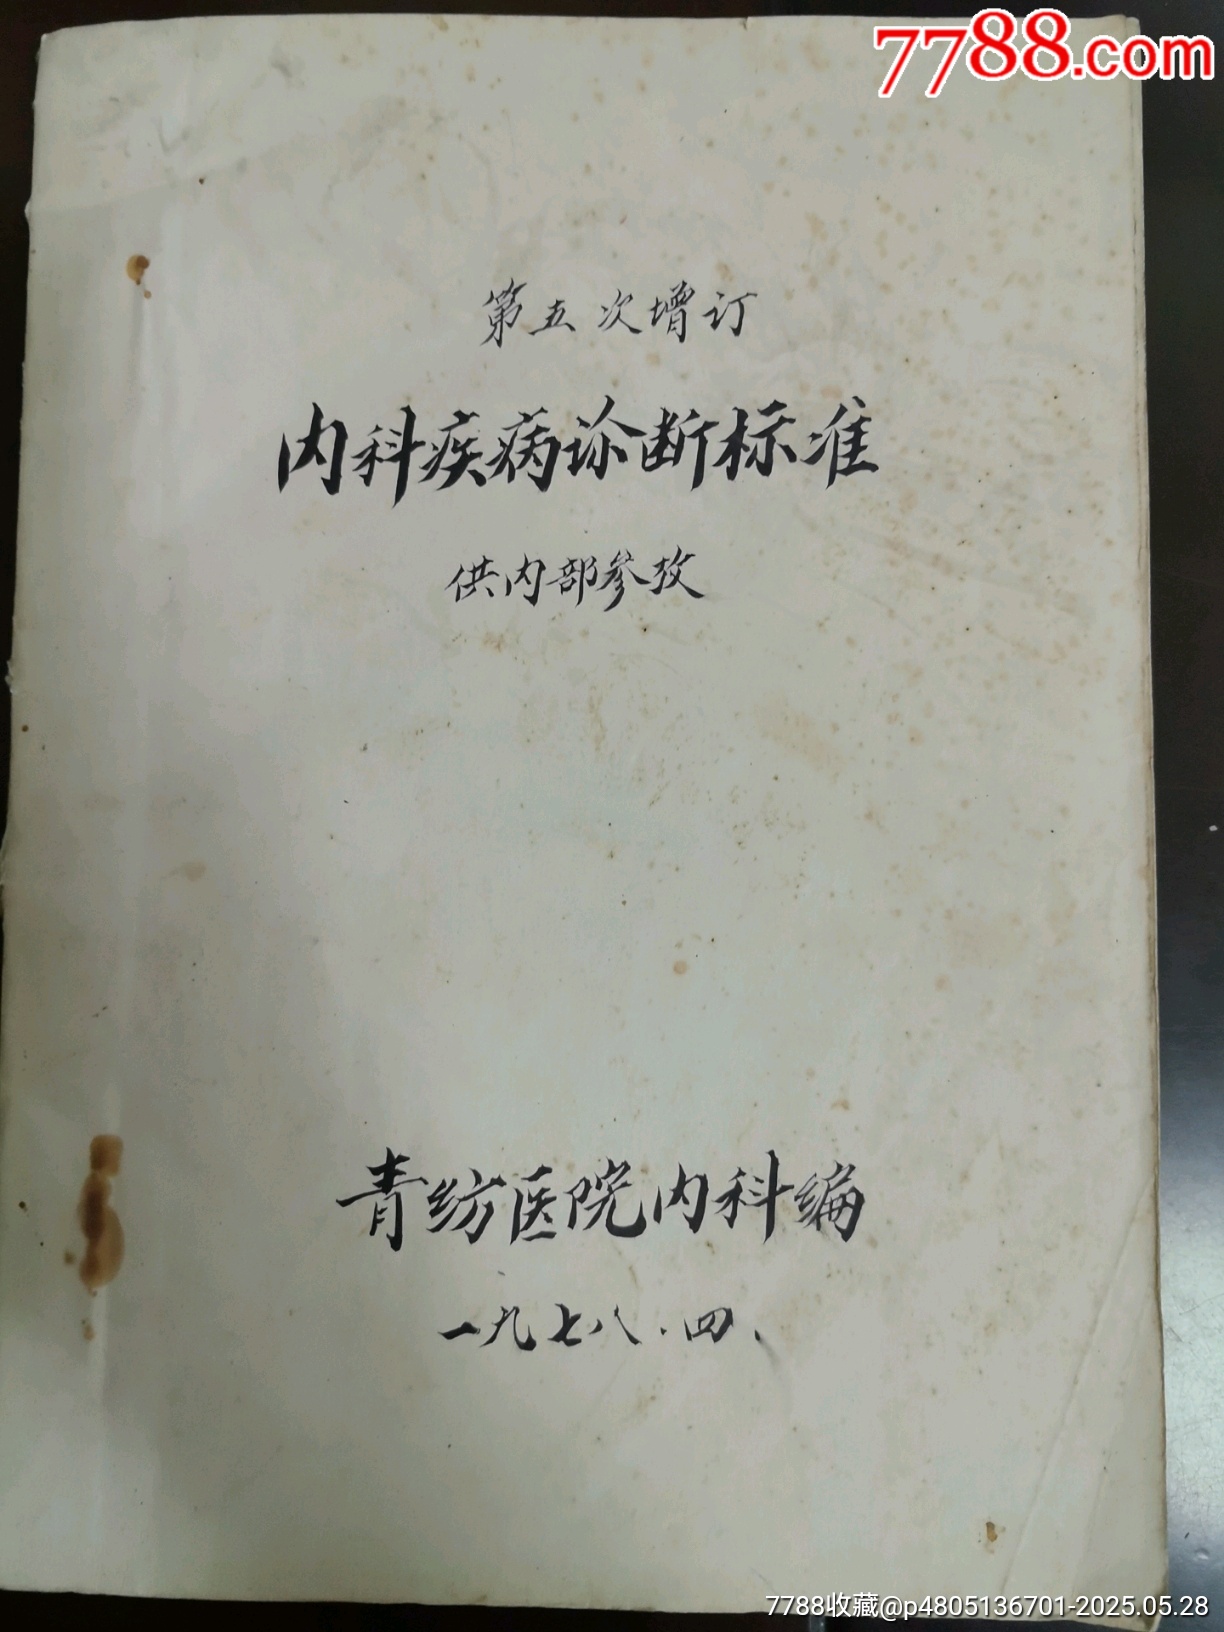 7788.com
第五次增订
内科疾病诊断标准
供内部参攷
青纺医院内科编
一九七八.四、
7788收藏@p4805136701-2025.05.28